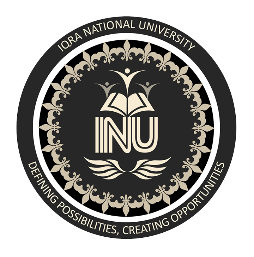 IQRA NATIONAL UNIVERSITY
INU
DEFINING POSSIBILITIES, CREATING OPPORTUNITIES